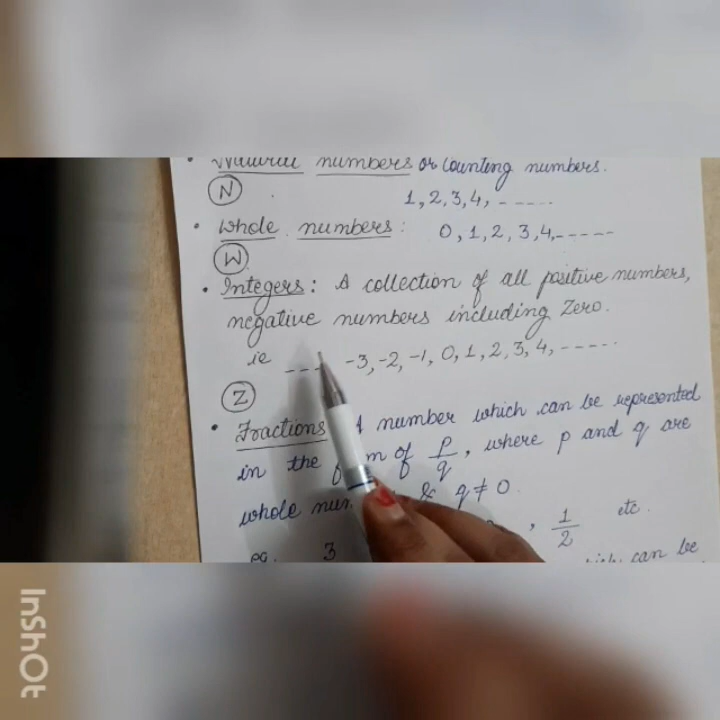 • Natural numbers or counting numbers.
(N) 1, 2, 3, 4, -----
• Whole numbers : 0, 1, 2, 3, 4, -----
(W)
• Integers : A collection of all positive numbers,
negative numbers including Zero.
ie --- -3, -2, -1, 0, 1, 2, 3, 4, -----
(Z)
• Fractions A number which can be represented
in the of p/q, where p and q are
whole & q ≠ 0.
eg. 3 , 1/2 etc.
can be
InShOt